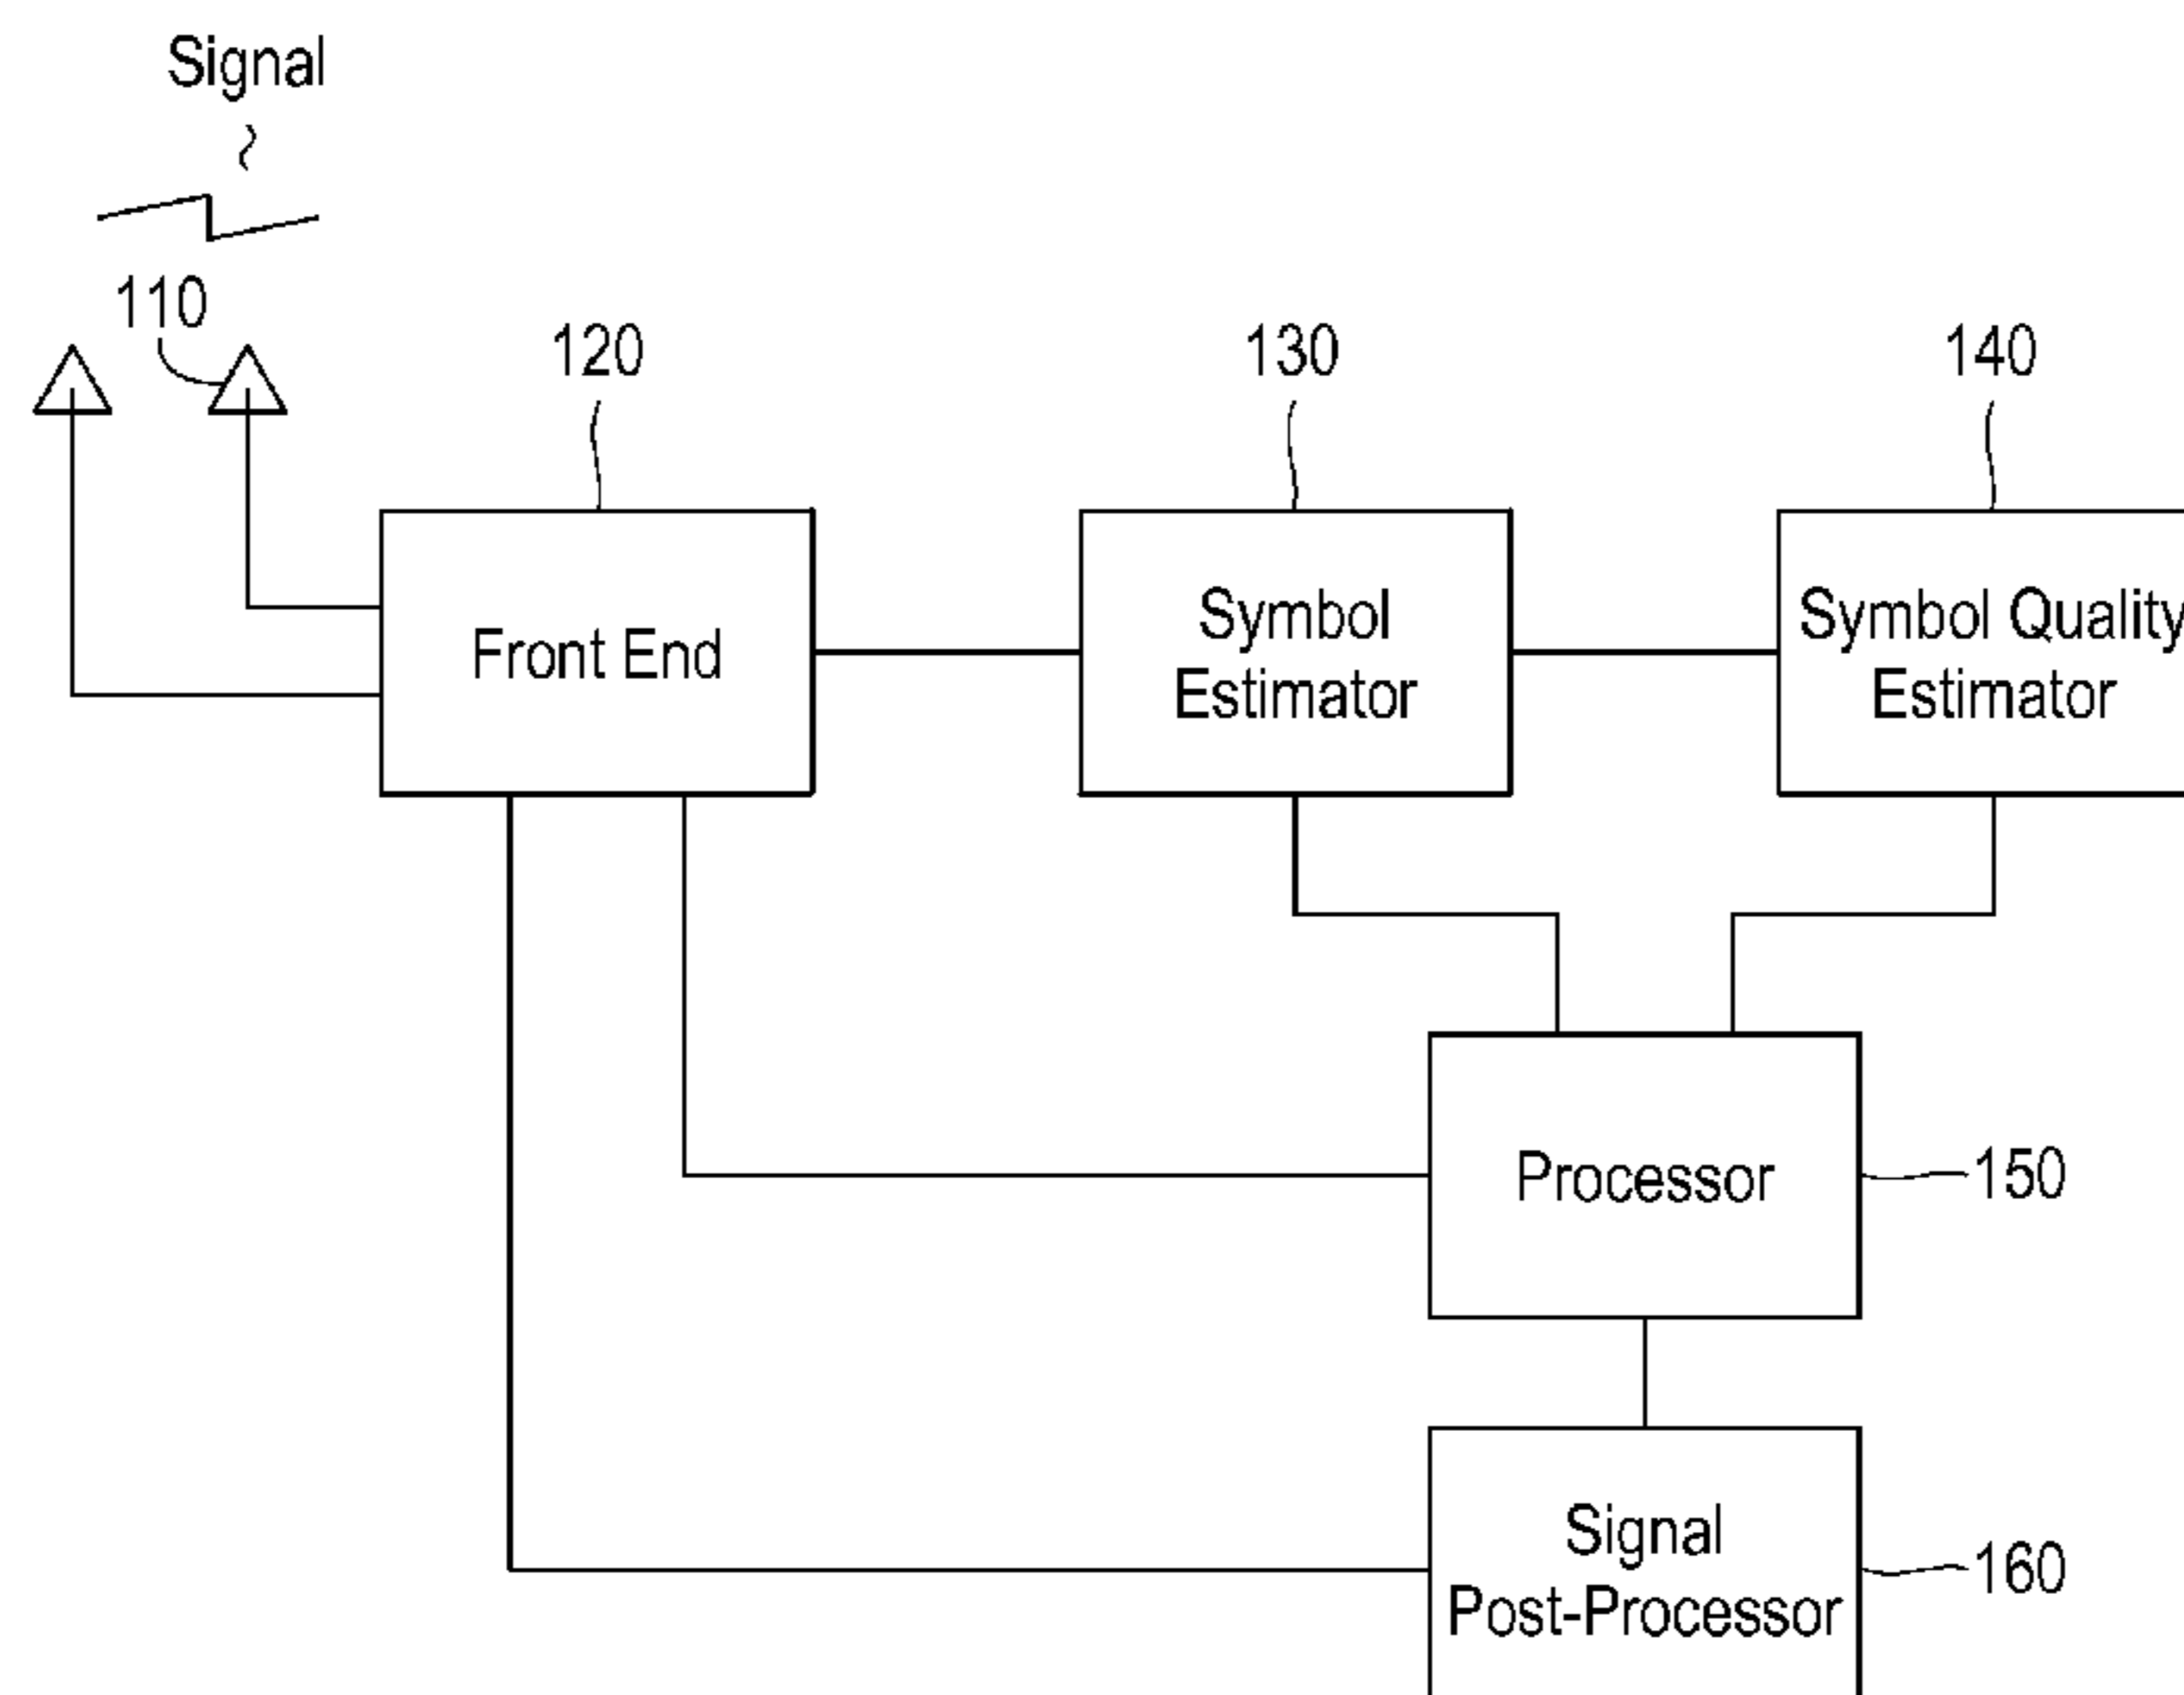 Signal
110
120
130
140
Front End
Symbol
Estimator
Symbol Quality
Estimator
Processor
150
Signal
Post-Processor
160